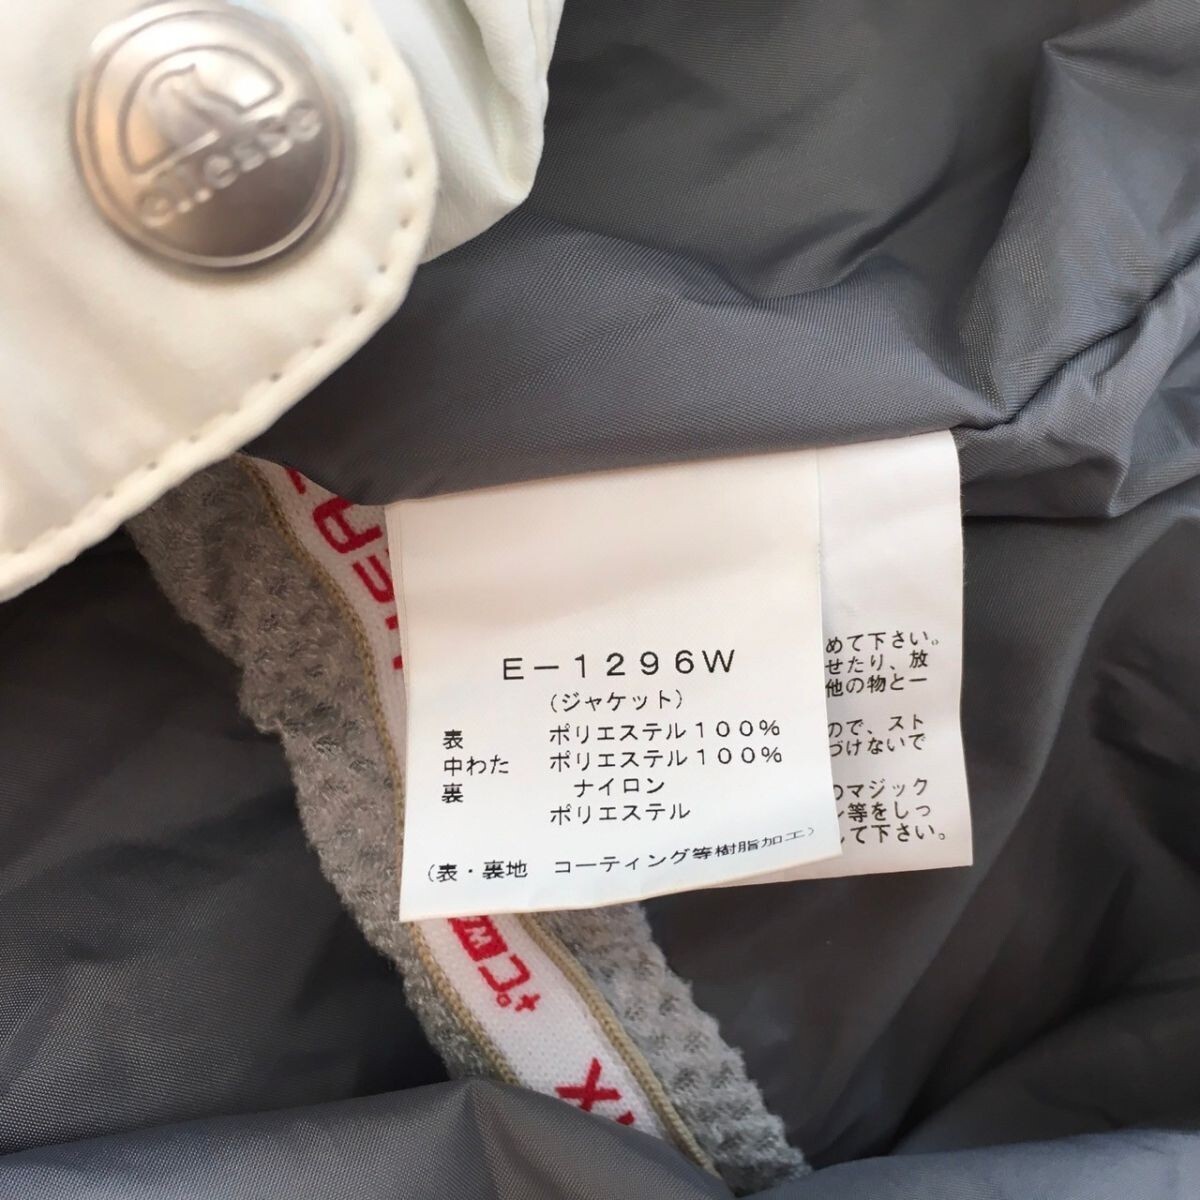 ellesse
HEAT
E－1296W
（ジャケット）
表 ポリエステル100%
中わた ポリエステル100%
裏 ナイロン
ポリエステル
（表・裏地 コーティング等樹脂加工）
めて下さい。
せたり、放
他の物と一
ので、スト
づけないで
のマジック
ン等をしっ
して下さい。
+℃
X